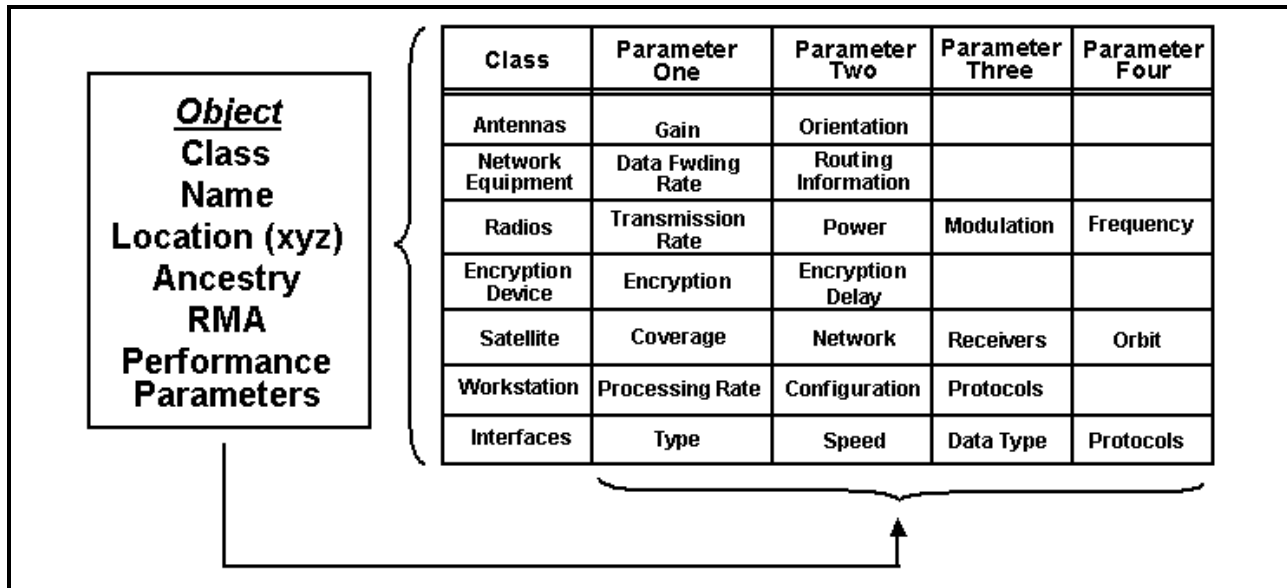 Object
Class
Name
Location (xyz)
Ancestry
RMA
Performance
Parameters
Class
Parameter
One
Parameter
Two
Parameter
Three
Parameter
Four
Antennas
Gain
Orientation
Network
Equipment
Data Fwding
Rate
Routing
Information
Radios
Transmission
Rate
Power
Modulation
Frequency
Encryption
Device
Encryption
Encryption
Delay
Satellite
Coverage
Network
Receivers
Orbit
Workstation
Processing Rate
Configuration
Protocols
Interfaces
Type
Speed
Data Type
Protocols